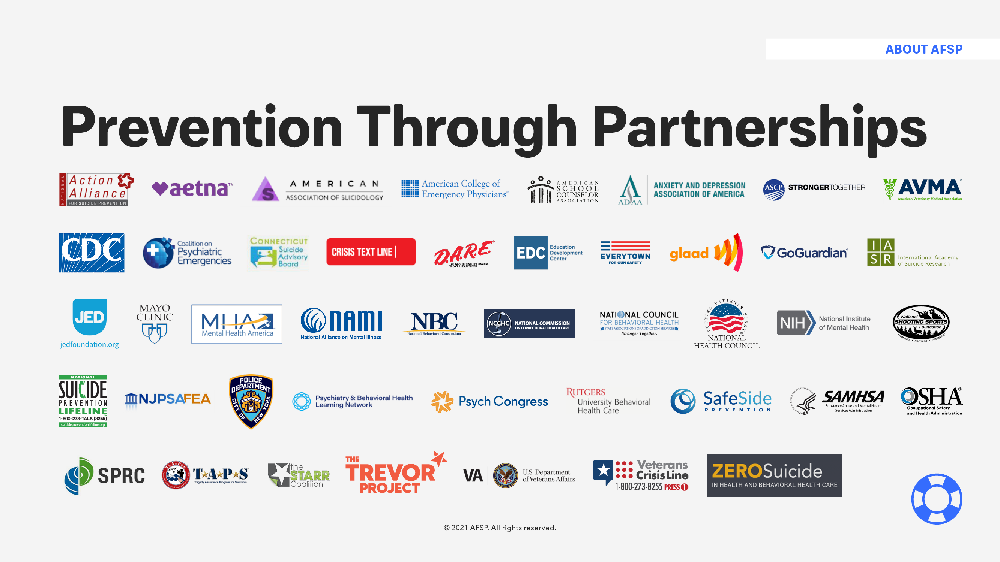 ABOUT AFSP
Prevention Through Partnerships
NATIONAL
Action
Alliance
FOR SUICIDE PREVENTION
aetna™
S
AMERICAN
ASSOCIATION OF SUICIDOLOGY
American College of
Emergency Physicians®
AMERICAN
SCHOOL
COUNSELOR
ASSOCIATION
ADAA
ANXIETY AND DEPRESSION
ASSOCIATION OF AMERICA
ASCP STRONGERTOGETHER
AVMA®
American Veterinary Medical Association
CDC
Coalition on
Psychiatric
Emergencies
CONNECTICUT
Suicide
Advisory
Board
CRISIS TEXT LINE|
D.A.R.E.®
TEACHING STUDENTS DECISION MAKING
FOR SAFE & HEALTHY LIVING
EDC
Education
Development
Center
EVERYTOWN
FOR GUN SAFETY
glaad
GoGuardian®
IA
SR
International Academy
of Suicide Research
JED
jedfoundation.org
MAYO
CLINIC
MHA
Mental Health America
NAMI
National Alliance on Mental Illness
NBC
National Behavioral Consortium
NCCHC
NATIONAL COMMISSION
ON CORRECTIONAL HEALTH CARE
NATIONAL COUNCIL
FOR BEHAVIORAL HEALTH
STATE ASSOCIATIONS OF ADDICTION SERVICES
Stronger Together.
PUTTING PATIENTS FIRST®
NATIONAL
HEALTH COUNCIL
NIH
National Institute
of Mental Health
National
SHOOTING SPORTS
Foundation
PROMOTE • PROTECT • PRESERVE
NATIONAL
SUICIDE
PREVENTION
LIFELINE
1-800-273-TALK (8255)
suicidepreventionlifeline.org
NJPSAFEA
POLICE
DEPARTMENT
CITY OF
NEW YORK
Psychiatry & Behavioral Health
Learning Network
Psych Congress
RUTGERS
University Behavioral
Health Care
SafeSide
PREVENTION
SAMHSA
Substance Abuse and Mental Health
Services Administration
OSHA®
Occupational Safety
and Health Administration
SPRC
T★A★P★S
Tragedy Assistance Program for Survivors
the
STARR
Coalition
THE
TREVOR
PROJECT
VA
U.S. Department
of Veterans Affairs
Veterans
Crisis Line
1-800-273-8255 PRESS 1
ZEROSuicide
IN HEALTH AND BEHAVIORAL HEALTH CARE
© 2021 AFSP. All rights reserved.